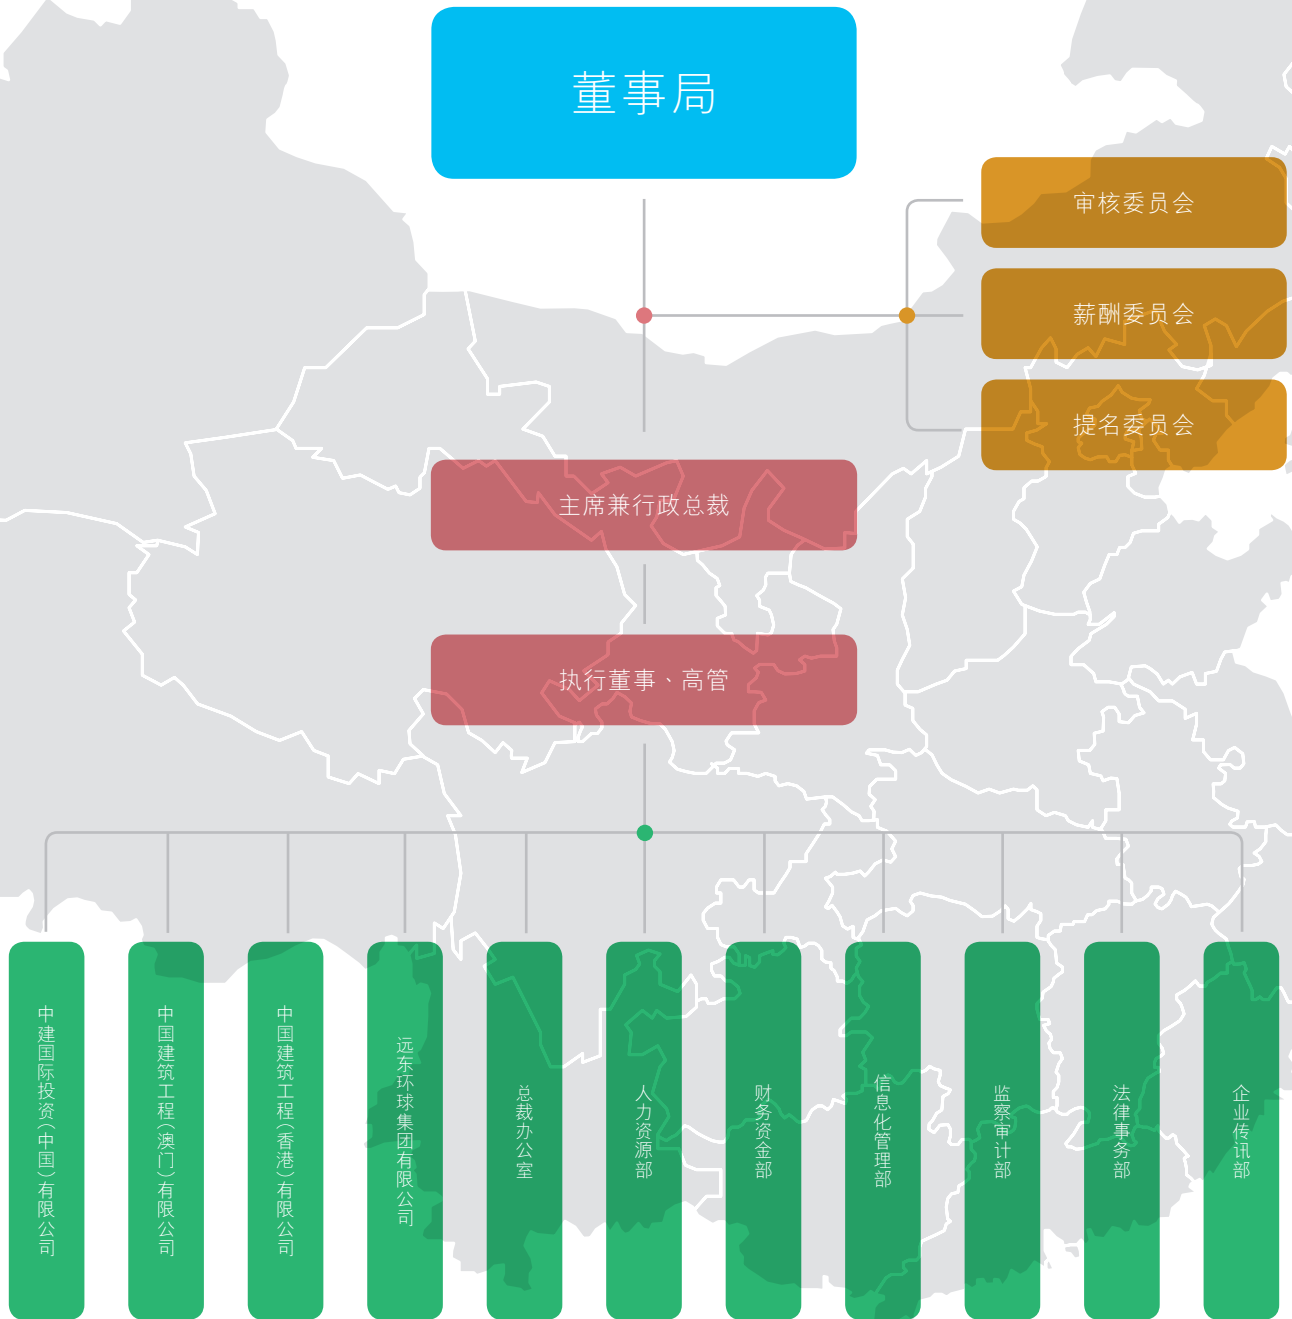 董事局
审核委员会
薪酬委员会
提名委员会
主席兼行政总裁
执行董事、高管
中建国际投资（中国）有限公司
中国建筑工程（澳门）有限公司
中国建筑工程（香港）有限公司
远东环球集团有限公司
总裁办公室
人力资源部
财务资金部
信息化管理部
监察审计部
法律事务部
企业传讯部